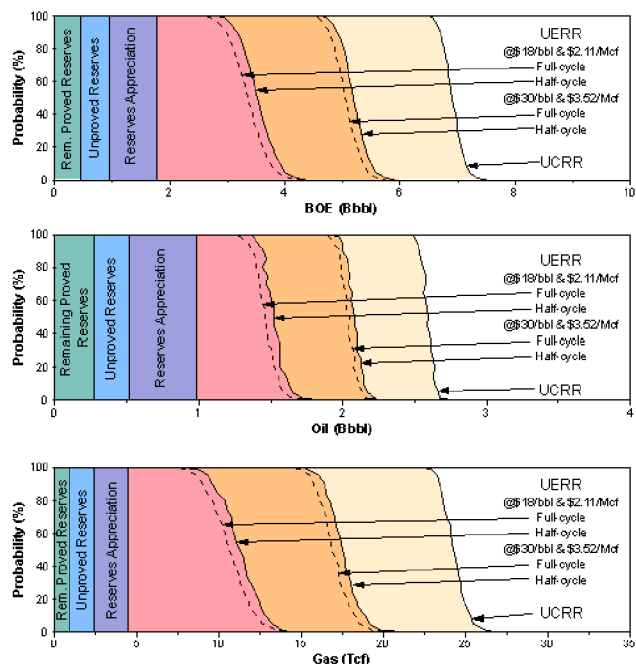 Probability (%)
100
80
60
40
20
0
Rem. Proved Reserves
Unproved Reserves
Reserves Appreciation
UERR
@$18/bbl & $2.11/Mcf
Full-cycle
Half-cycle
@$30/bbl & $3.52/Mcf
Full-cycle
Half-cycle
UCRR
0 2 4 6 8 10
BOE (Bbbl)
Probability (%)
100
80
60
40
20
0
Remaining Proved
Reserves
Unproved Reserves
Reserves Appreciation
UERR
@$18/bbl & $2.11/Mcf
Full-cycle
Half-cycle
@$30/bbl & $3.52/Mcf
Full-cycle
Half-cycle
UCRR
0 1 2 3 4
Oil (Bbbl)
Probability (%)
100
80
60
40
20
0
Rem. Proved Reserves
Unproved Reserves
Reserves Appreciation
UERR
@$18/bbl & $2.11/Mcf
Full-cycle
Half-cycle
@$30/bbl & $3.52/Mcf
Full-cycle
Half-cycle
UCRR
0 5 10 15 20 25 30 35
Gas (Tcf)